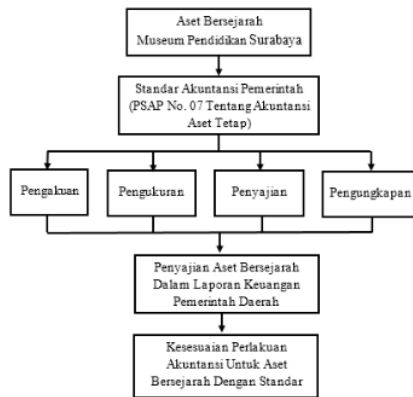 Aset Bersejarah
Museum Pendidikan Surabaya
Standar Akuntansi Pemerintah
(PSAP No. 07 Tentang Akuntansi
Aset Tetap)
Pengakuan
Pengukuran
Penyajian
Pengungkapan
Penyajian Aset Bersejarah
Dalam Laporan Keuangan
Pemerintah Daerah
Kesesuaian Perlakuan
Akuntansi Untuk Aset
Bersejarah Dengan Standar